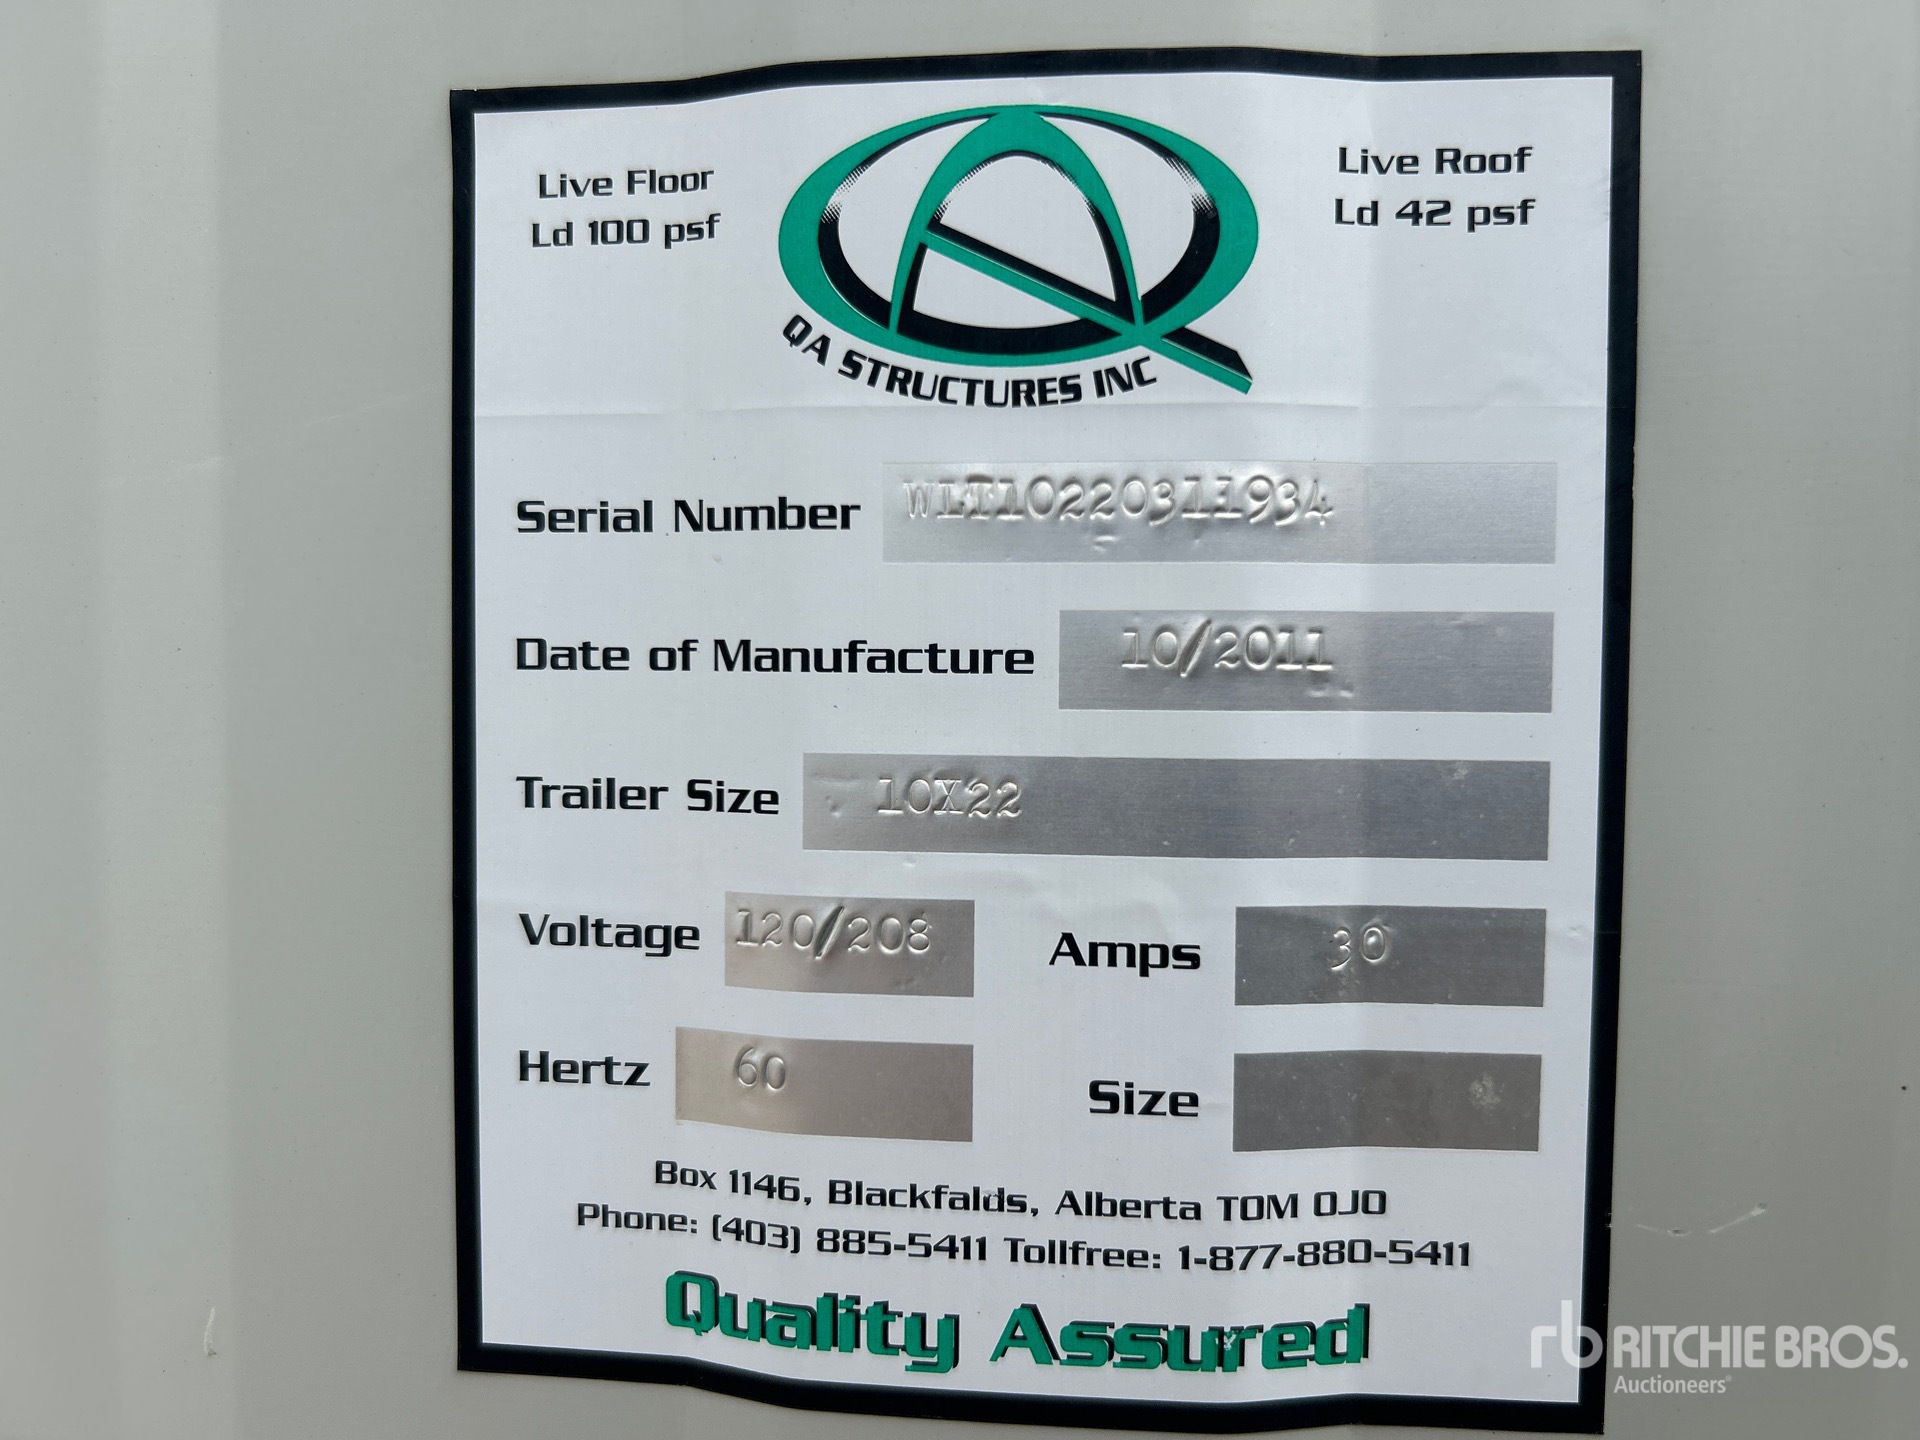 Live Floor
Ld 100 psf
Live Roof
Ld 42 psf
QA STRUCTURES INC
Serial Number WLT10220311934
Date of Manufacture 10/2011
Trailer Size 10X22
Voltage 120/208 Amps 30
Hertz 60 Size
Box 1146, Blackfalds, Alberta T0M 0J0
Phone: (403) 885-5411 Tollfree: 1-877-880-5411
Quality Assured
rb RITCHIE BROS.
Auctioneers